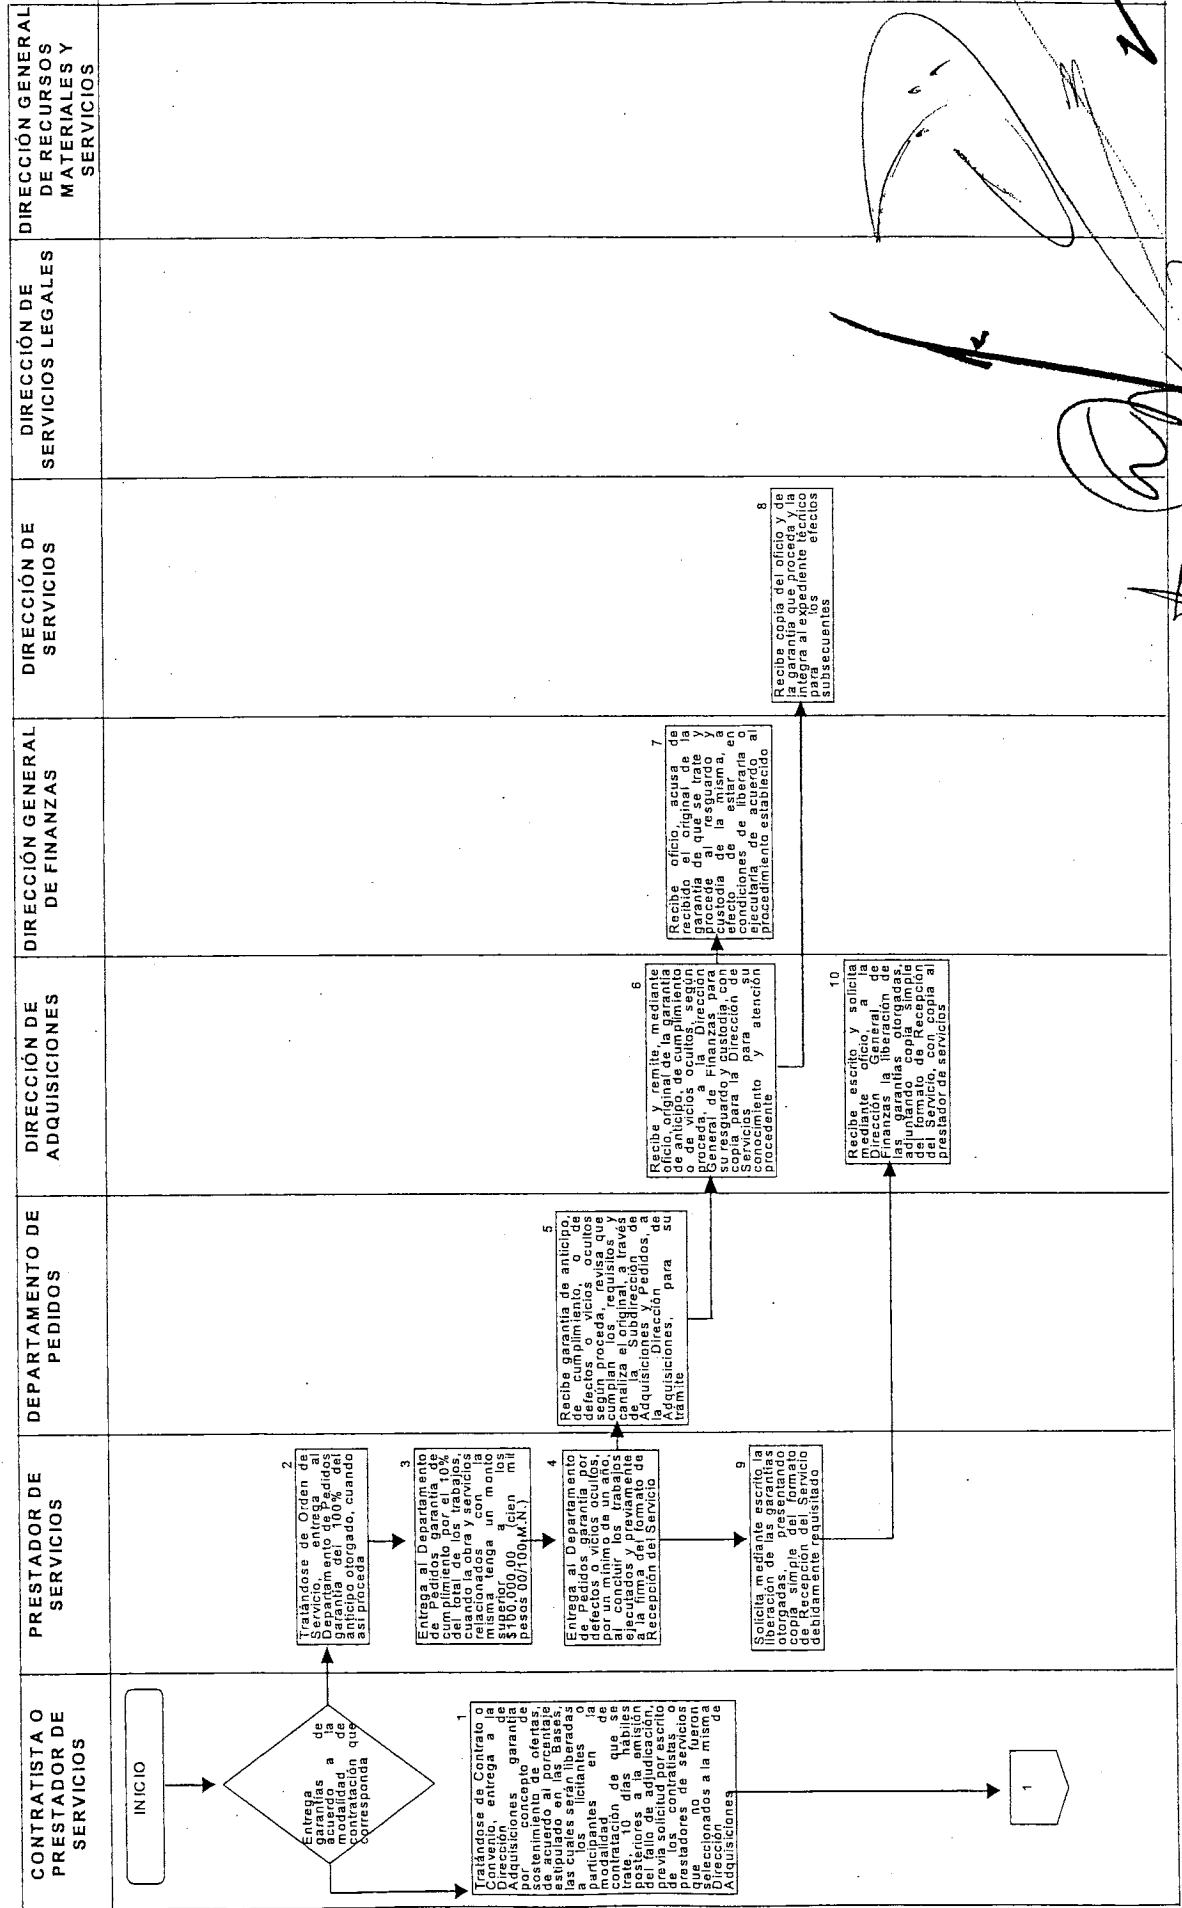 CONTRATISTA O
PRESTADOR DE
SERVICIOS
PRESTADOR DE
SERVICIOS
DEPARTAMENTO DE
PEDIDOS
DIRECCIÓN DE
ADQUISICIONES
DIRECCIÓN GENERAL
DE FINANZAS
DIRECCIÓN DE
SERVICIOS
DIRECCIÓN DE
SERVICIOS LEGALES
DIRECCIÓN GENERAL
DE RECURSOS
MATERIALES Y
SERVICIOS
INICIO
Entrega
garantías de
acuerdo a la
modalidad de
contratación que
corresponda
1
Tratándose de Contrato o
Convenio, entrega a la
Dirección de
Adquisiciones garantía
por concepto de
sostenimiento de ofertas,
de acuerdo al porcentaje
estipulado en las Bases,
las cuales serán liberadas
a los licitantes o
participantes en la
modalidad de
contratación de que se
trate, 10 días hábiles
posteriores a la emisión
del fallo de adjudicación,
previa solicitud por escrito
de los contratistas o
prestadores de servicios
que no fueron
seleccionados a la misma
Dirección de
Adquisiciones
1
2
Tratándose de Orden de
Servicio, entrega al
Departamento de Pedidos
garantía del 100% del
anticipo otorgado, cuando
así proceda
3
Entrega al Departamento
de Pedidos garantía de
cumplimiento por el 10%
del total de los trabajos,
cuando la obra y servicios
relacionados con la
misma tenga un monto
superior a los
$100,000.00 (cien mil
pesos 00/100 M.N.)
4
Entrega al Departamento
de Pedidos garantía por
defectos o vicios ocultos,
por un mínimo de un año,
al concluir los trabajos
ejecutados y previamente
a la firma del formato de
Recepción del Servicio
5
Recibe garantía de anticipo,
de cumplimiento, o de
defectos o vicios ocultos
según proceda, revisa que
cumplan los requisitos y
canaliza el original, a través
de la Subdirección de
Adquisiciones y Pedidos, a
la Dirección de
Adquisiciones, para su
trámite
6
Recibe y remite, mediante
oficio, original de la garantía
de anticipo, de cumplimiento
o de vicios ocultos, según
proceda, a la Dirección
General de Finanzas para
su resguardo y custodia, con
copia para la Dirección de
Servicios para su
conocimiento y atención
procedente
7
Recibe oficio, acusa de
recibido el original de la
garantía de que se trate y
procede al resguardo y
custodia de la misma, a
efecto de estar en
condiciones de liberarla o
ejecutarla de acuerdo al
procedimiento establecido
8
Recibe copia del oficio y de
la garantía que proceda y la
integra al expediente técnico
para los efectos
subsecuentes
9
Solicita mediante escrito la
liberación de las garantías
otorgadas, presentando
copia simple del formato
de Recepción del Servicio
debidamente requisitado
10
Recibe escrito y solicita
mediante oficio, a la
Dirección General de
Finanzas la liberación de
las garantías otorgadas,
adjuntando copia simple
del formato de Recepción
del Servicio, con copia al
prestador de servicios